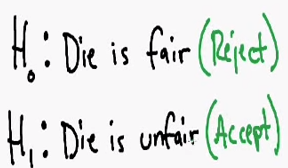 H₀: Die is fair (Reject)
H₁: Die is unfair (Accept)